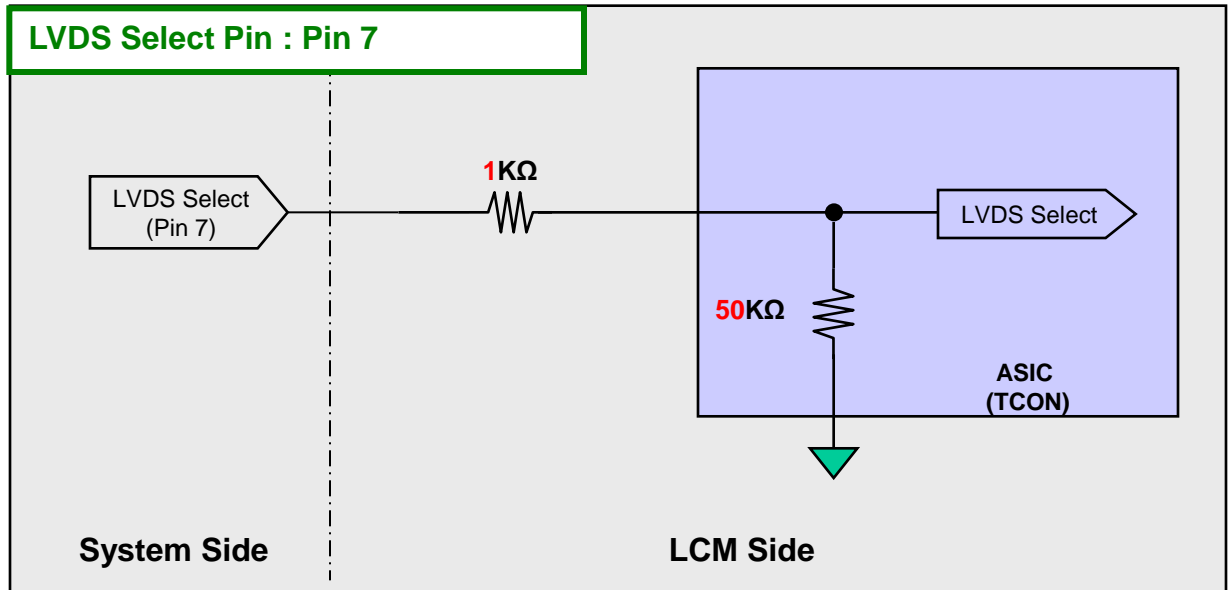 LVDS Select Pin : Pin 7
1KΩ
LVDS Select
(Pin 7)
LVDS Select
50KΩ
ASIC
(TCON)
System Side
LCM Side